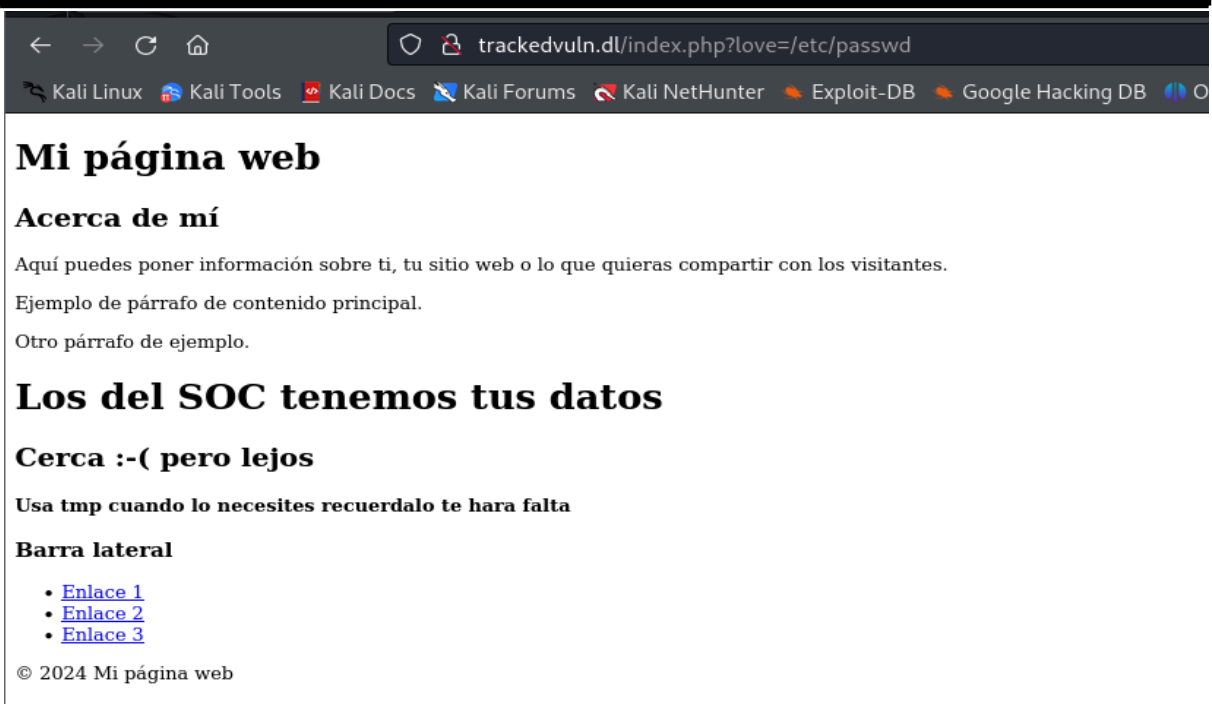 trackedvuln.dl/index.php?love=/etc/passwd
Kali Linux Kali Tools Kali Docs Kali Forums Kali NetHunter Exploit-DB Google Hacking DB O
Mi página web
Acerca de mí
Aquí puedes poner información sobre ti, tu sitio web o lo que quieras compartir con los visitantes.
Ejemplo de párrafo de contenido principal.
Otro párrafo de ejemplo.
Los del SOC tenemos tus datos
Cerca :-( pero lejos
Usa tmp cuando lo necesites recuerdalo te hara falta
Barra lateral
• Enlace 1
• Enlace 2
• Enlace 3
© 2024 Mi página web